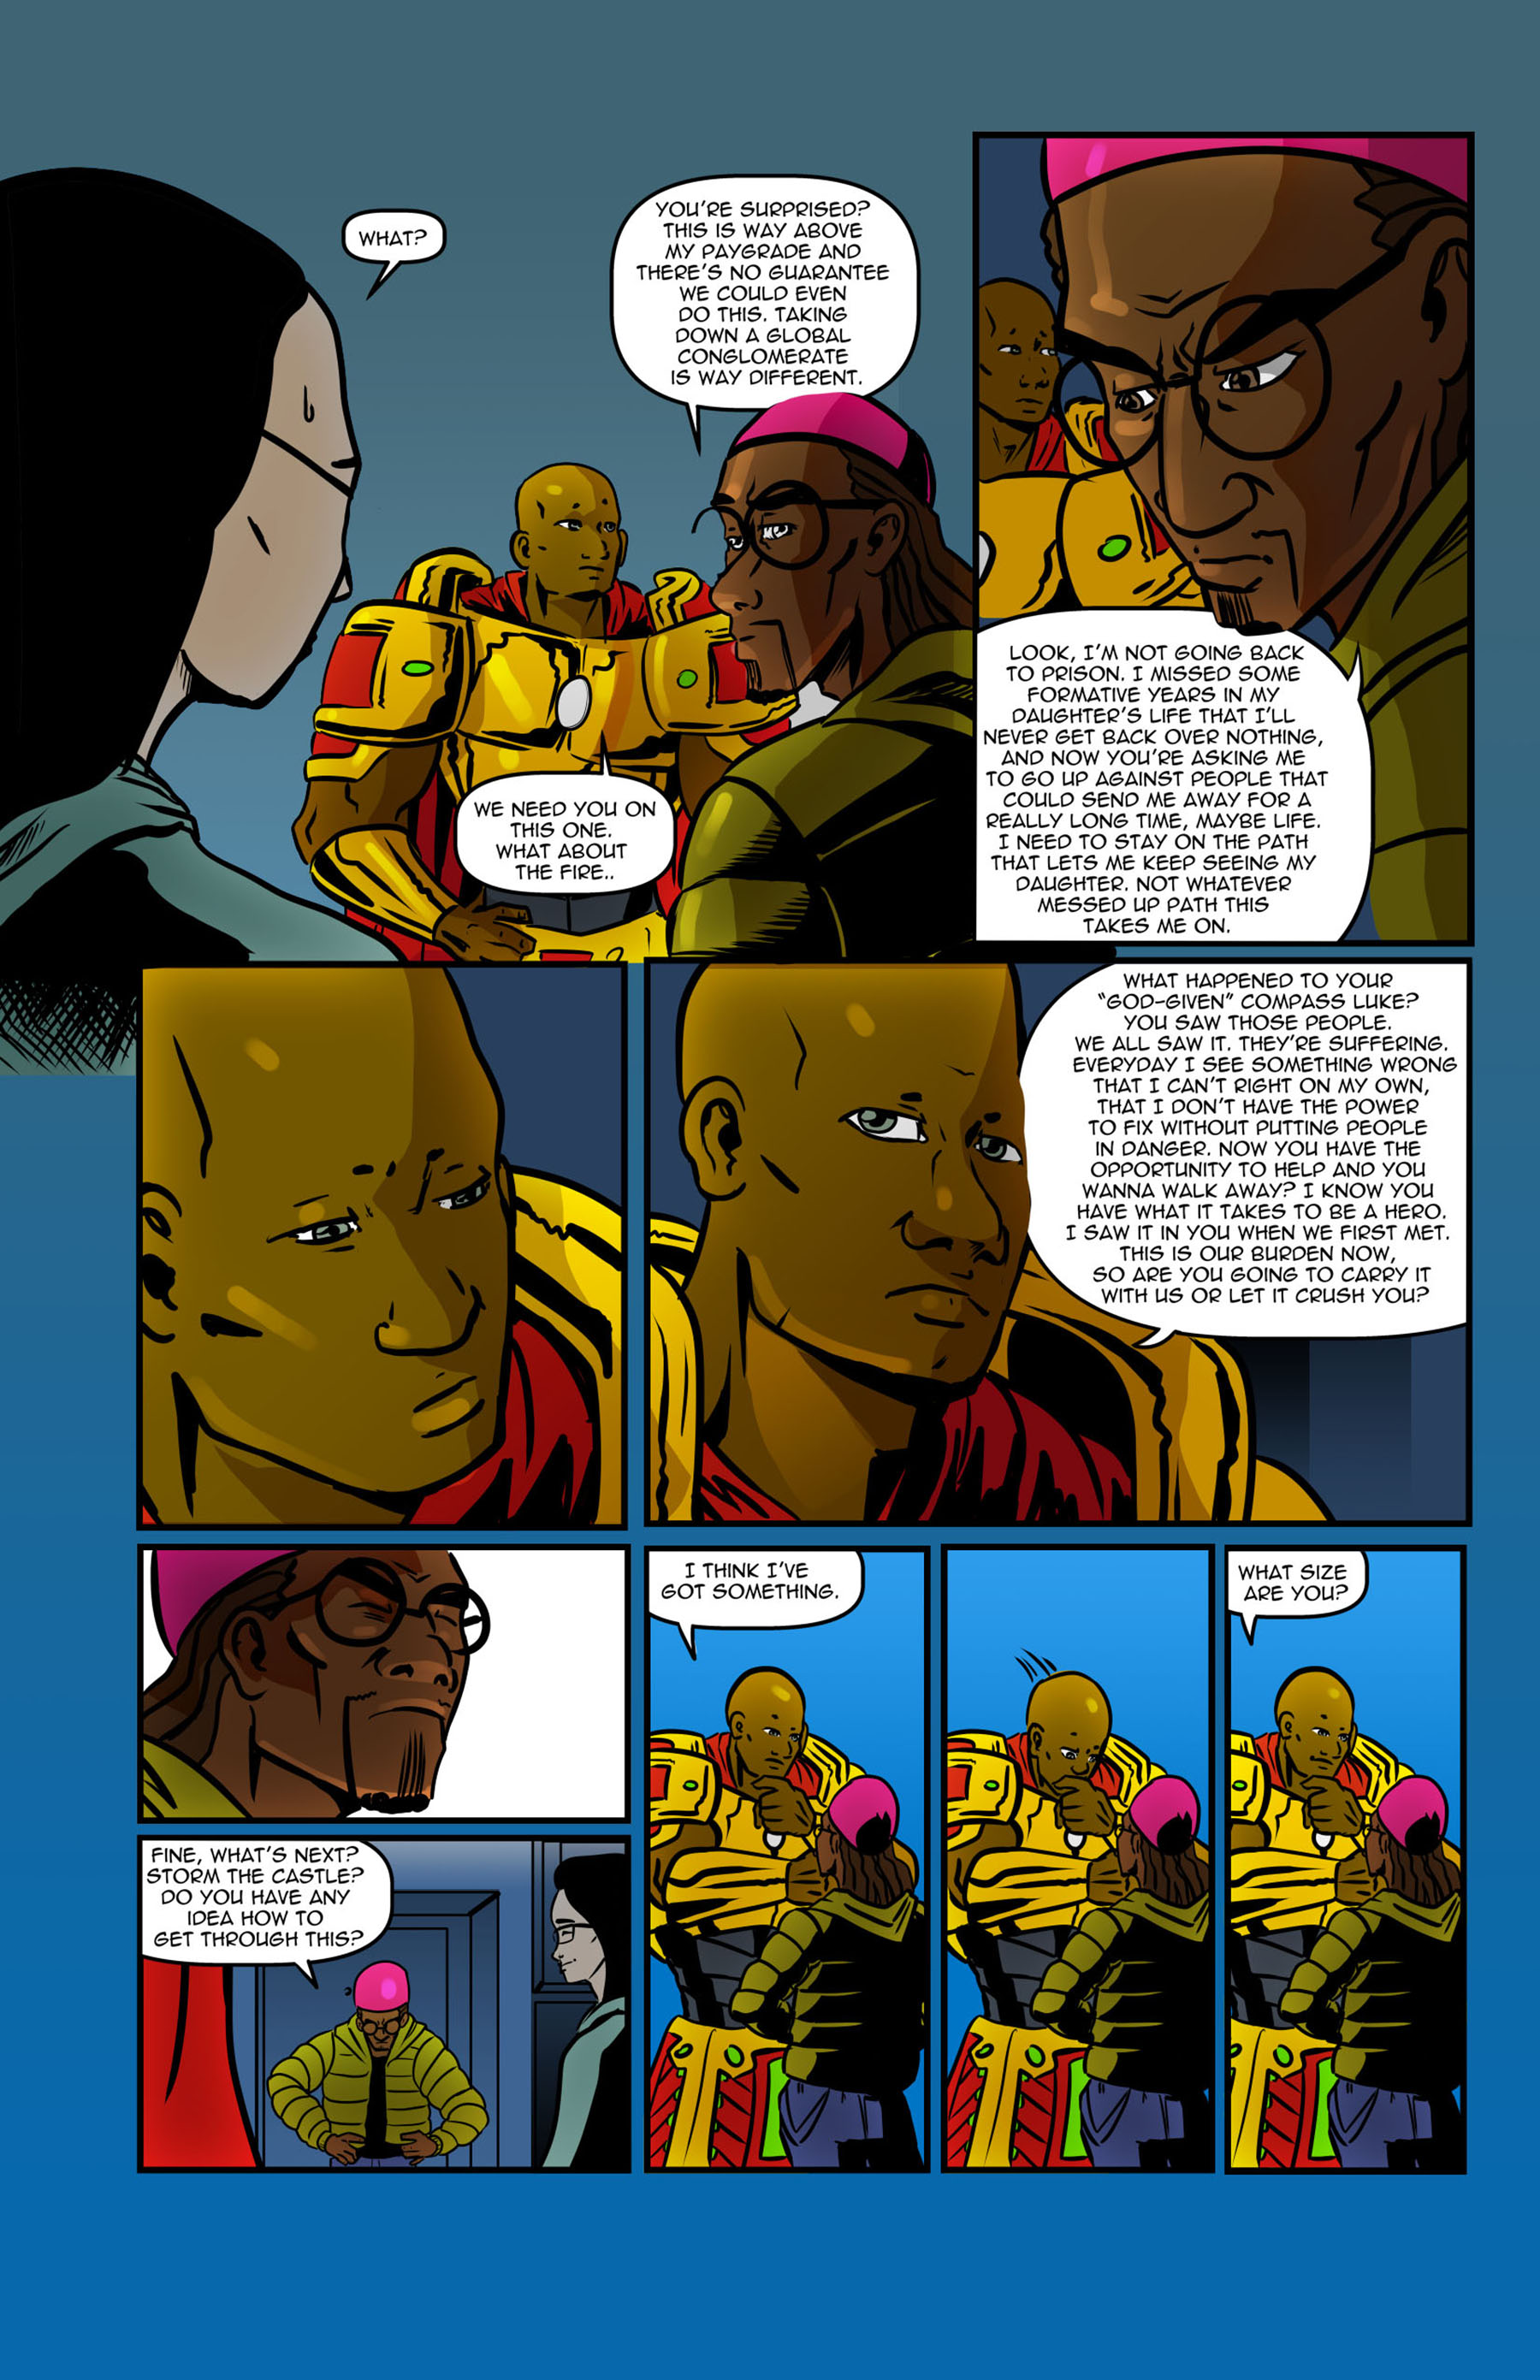 WHAT?
YOU'RE SURPRISED?
THIS IS WAY ABOVE
MY PAYGRADE AND
THERE'S NO GUARANTEE
WE COULD EVEN
DO THIS. TAKING
DOWN A GLOBAL
CONGLOMERATE
IS WAY DIFFERENT.
WE NEED YOU ON
THIS ONE.
WHAT ABOUT
THE FIRE..
LOOK, I'M NOT GOING BACK
TO PRISON. I MISSED SOME
FORMATIVE YEARS IN MY
DAUGHTER'S LIFE THAT I'LL
NEVER GET BACK OVER NOTHING,
AND NOW YOU'RE ASKING ME
TO GO UP AGAINST PEOPLE THAT
COULD SEND ME AWAY FOR A
REALLY LONG TIME, MAYBE LIFE.
I NEED TO STAY ON THE PATH
THAT LETS ME KEEP SEEING MY
DAUGHTER. NOT WHATEVER
MESSED UP PATH THIS
TAKES ME ON.
WHAT HAPPENED TO YOUR
"GOD-GIVEN" COMPASS LUKE?
YOU SAW THOSE PEOPLE.
WE ALL SAW IT. THEY'RE SUFFERING.
EVERYDAY I SEE SOMETHING WRONG
THAT I CAN'T RIGHT ON MY OWN,
THAT I DON'T HAVE THE POWER
TO FIX WITHOUT PUTTING PEOPLE
IN DANGER. NOW YOU HAVE THE
OPPORTUNITY TO HELP AND YOU
WANNA WALK AWAY? I KNOW YOU
HAVE WHAT IT TAKES TO BE A HERO.
I SAW IT IN YOU WHEN WE FIRST MET.
THIS IS OUR BURDEN NOW,
SO ARE YOU GOING TO CARRY IT
WITH US OR LET IT CRUSH YOU?
FINE, WHAT'S NEXT?
STORM THE CASTLE?
DO YOU HAVE ANY
IDEA HOW TO
GET THROUGH THIS?
I THINK I'VE
GOT SOMETHING.
WHAT SIZE
ARE YOU?